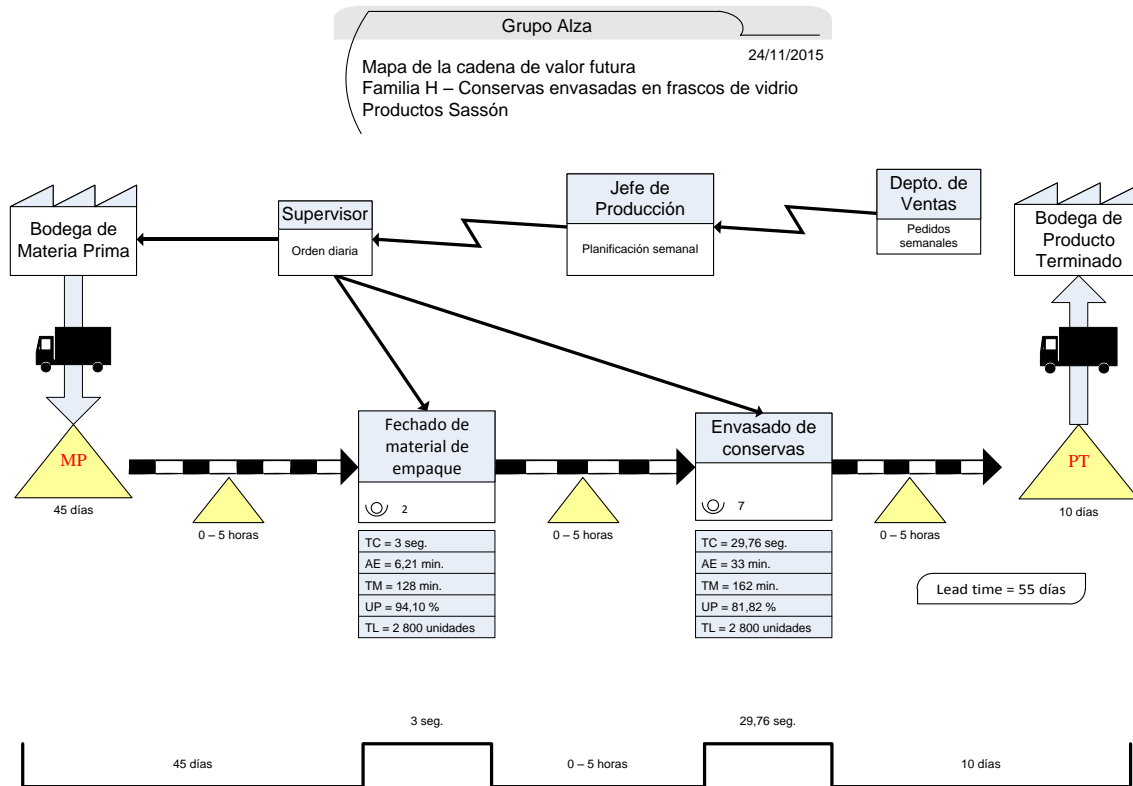 Grupo Alza
24/11/2015
Mapa de la cadena de valor futura
Familia H – Conservas envasadas en frascos de vidrio
Productos Sassón
Bodega de
Materia Prima
Supervisor
Orden diaria
Jefe de
Producción
Planificación semanal
Depto. de
Ventas
Pedidos
semanales
Bodega de
Producto
Terminado
MP
45 días
0 – 5 horas
Fechado de
material de
empaque
2
TC = 3 seg.
AE = 6,21 min.
TM = 128 min.
UP = 94,10 %
TL = 2 800 unidades
0 – 5 horas
Envasado de
conservas
7
TC = 29,76 seg.
AE = 33 min.
TM = 162 min.
UP = 81,82 %
TL = 2 800 unidades
0 – 5 horas
PT
10 días
Lead time = 55 días
3 seg.
29,76 seg.
45 días
0 – 5 horas
10 días